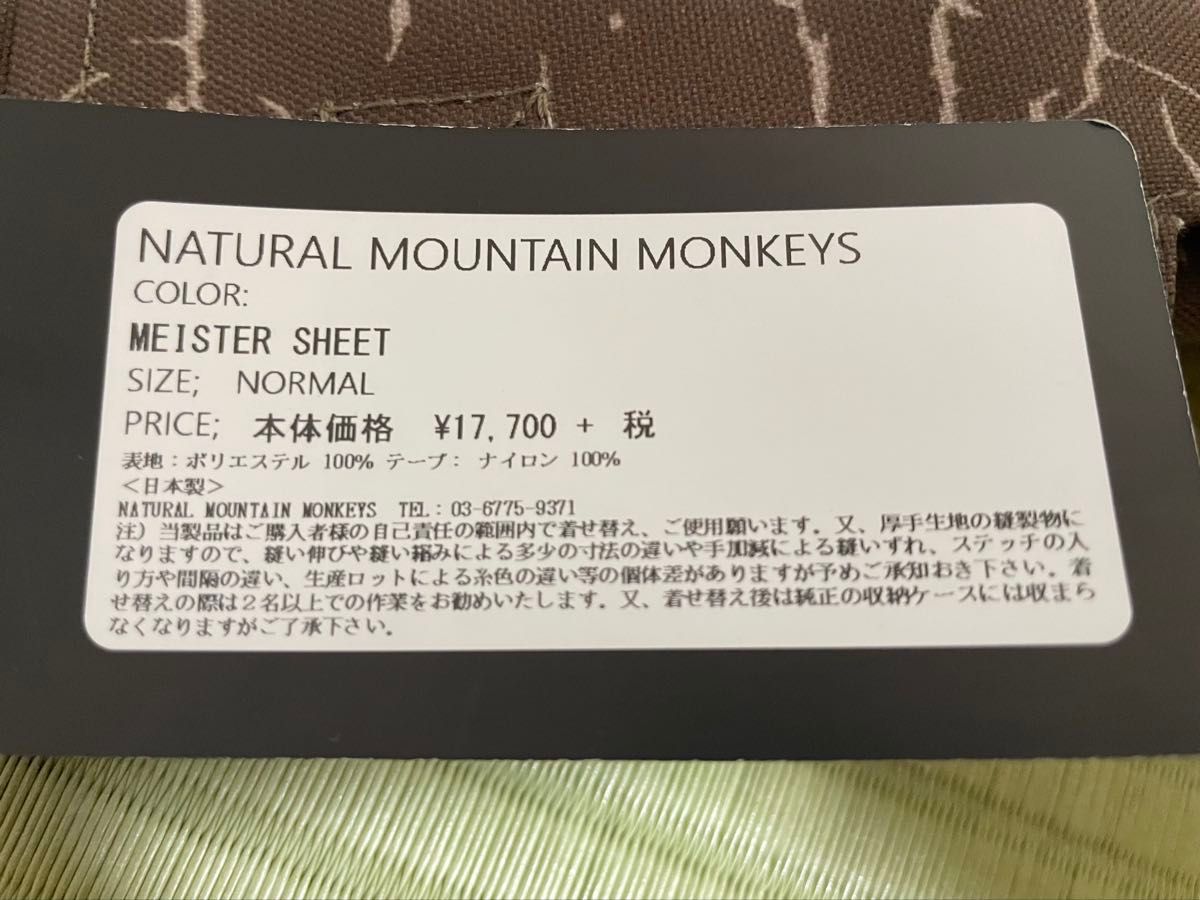 NATURAL MOUNTAIN MONKEYS
COLOR:
MEISTER SHEET
SIZE; NORMAL
PRICE; 本体価格 ¥17,700 + 税
表地：ポリエステル 100% テープ： ナイロン 100%
＜日本製＞
NATURAL MOUNTAIN MONKEYS TEL：03-6775-9371
注）当製品はご購入者様の自己責任の範囲内で着せ替え、ご使用願います。又、厚手生地の縫製物に
なりますので、縫い伸びや縫い縮みによる多少の寸法の違いや手加減による縫いずれ、ステッチの入
り方や間隔の違い、生産ロットによる糸色の違い等の個体差がありますが予めご承知おき下さい。着
せ替えの際は２名以上での作業をお勧めいたします。又、着せ替え後は純正の収納ケースには収まら
なくなりますがご了承下さい。